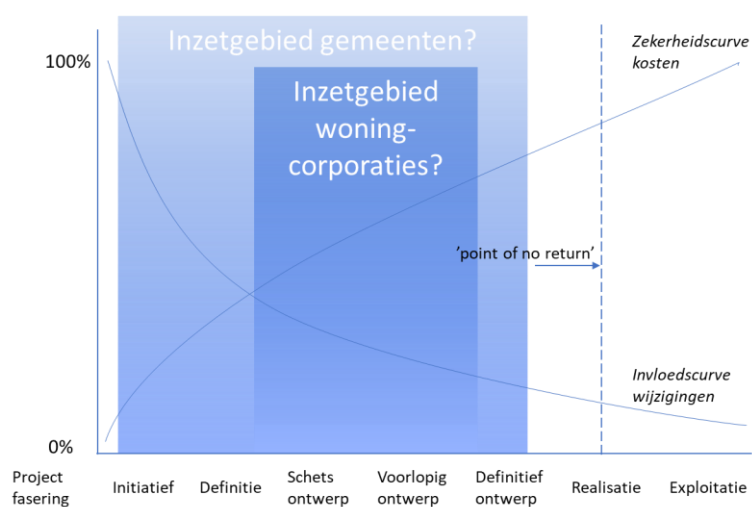 Inzetgebied gemeenten?
Zekerheidscurve
kosten
100%
Inzetgebied
woning-
corporaties?
'point of no return'
Invloedscurve
wijzigingen
0%
Project
fasering
Initiatief
Definitie
Schets
ontwerp
Voorlopig
ontwerp
Definitief
ontwerp
Realisatie
Exploitatie